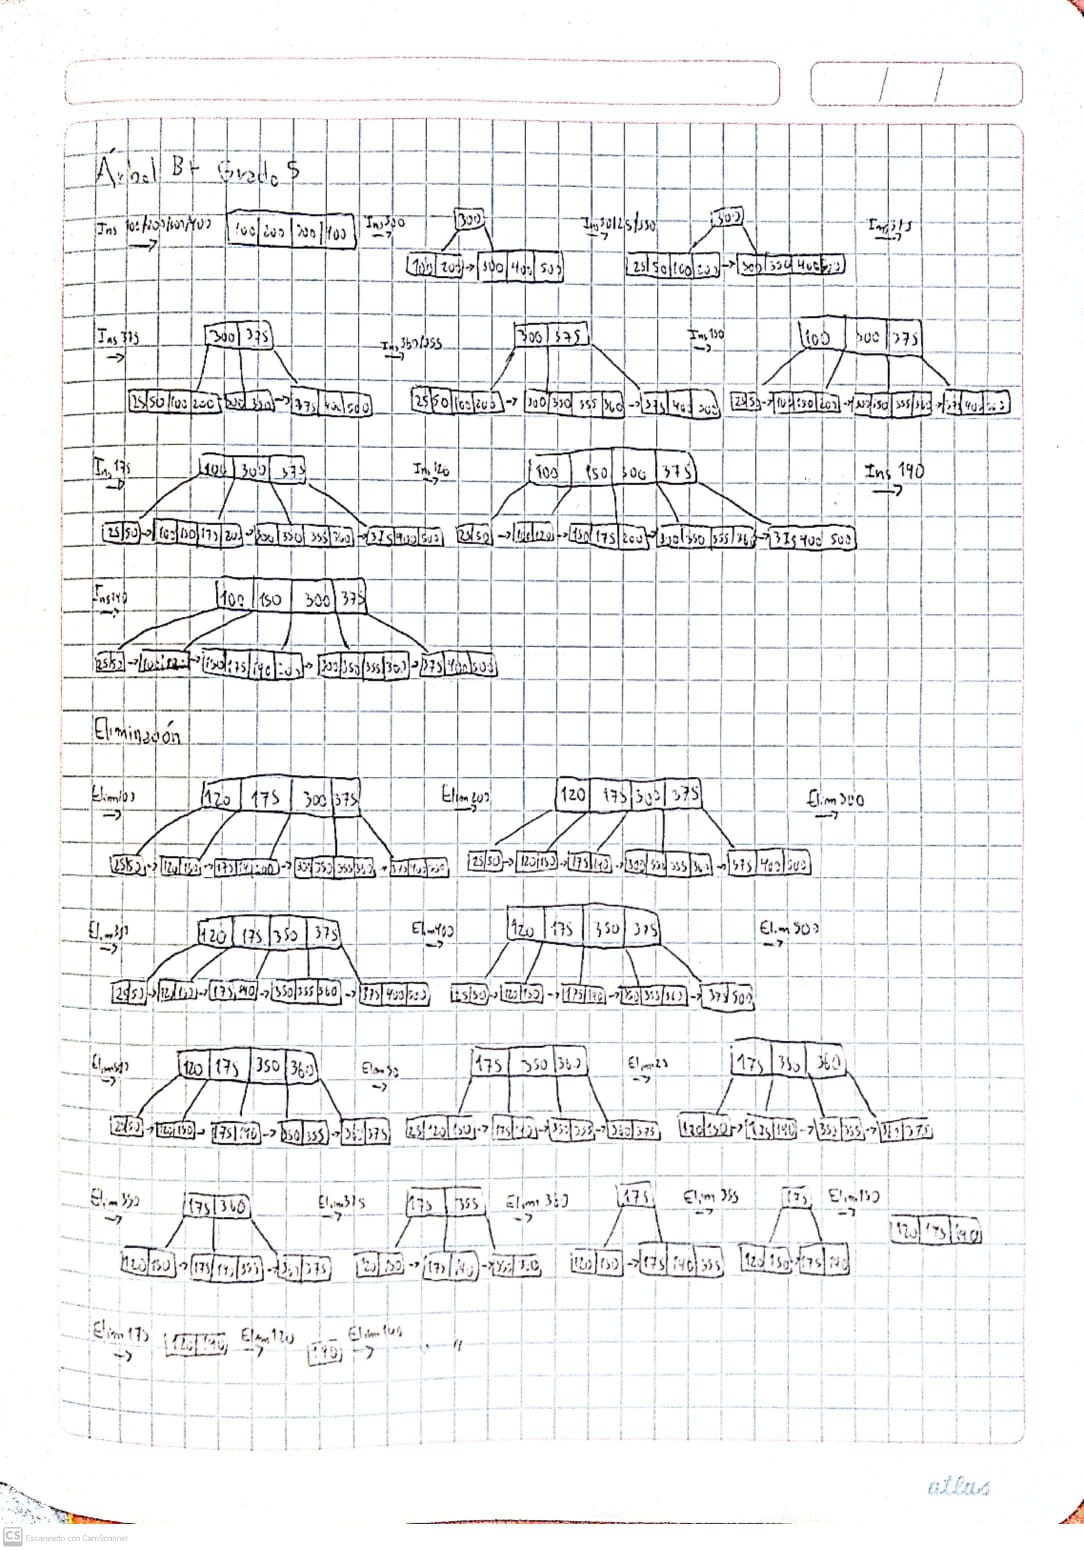 Árbol B+ Grado 5
Ins 100/200/300/400 100 200 300 400 Ins 500 300 Ins 50/25/350 300 Ins 375
100 200 → 300 400 500 25 50 100 200 → 300 350 400 500
Ins 375 300 375 Ins 360/355 300 375 Ins 150 100 300 375
25 50 100 200 300 350 → 375 400 500 25 50 100 200 → 300 350 355 360 → 375 400 500 25 50 → 100 150 200 → 300 350 355 360 → 375 400 500
Ins 175 100 300 375 Ins 120 100 150 300 375 Ins 190
25 50 → 100 150 175 200 → 300 350 355 360 → 375 400 500 25 50 → 100 120 → 150 175 200 → 300 350 355 360 → 375 400 500
Ins 190 100 150 300 375
25 50 → 100 120 → 150 175 190 200 → 300 350 355 360 → 375 400 500
Eliminación
Elim 100 120 175 300 375 Elim 200 120 175 300 375 Elim 300
25 50 → 120 150 → 175 190 200 → 300 350 355 360 → 375 400 500 25 50 → 120 150 → 175 190 → 300 350 355 360 → 375 400 500
120 175 350 375 Elim 400 120 175 350 375 Elim 500
25 50 → 120 150 → 175 190 → 350 355 360 → 375 400 500 25 50 → 120 150 → 175 190 → 350 355 360 → 375 500
Elim 500 120 175 350 360 Elim 50 175 350 360 Elim 25 175 350 360
25 50 → 120 150 → 175 190 → 350 355 → 360 375 25 120 150 → 175 190 → 350 355 → 360 375 120 150 → 175 190 → 350 355 → 360 375
Elim 350 175 360 Elim 375 175 355 Elim 360 175 Elim 355 175 Elim 150
120 175 190
120 150 → 175 190 355 → 360 375 120 150 → 175 190 → 120 150 → 175 190 355 120 150 → 175 190
Elim 175 120 190 Elim 120 190
atlas
CS Escaneado con CamScanner